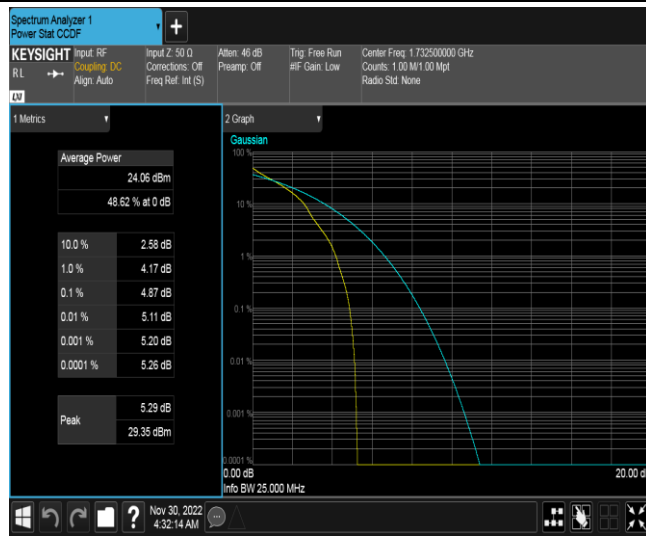 Spectrum Analyzer 1
Power Stat CCDF
+
KEYSIGHT
RL
LXI
Input: RF
Coupling: DC
Align: Auto
Input Z: 50 Ω
Corrections: Off
Freq Ref: Int (S)
Atten: 46 dB
Preamp: Off
Trig: Free Run
#IF Gain: Low
Center Freq: 1.732500000 GHz
Counts: 1.00 M/1.00 Mpt
Radio Std: None
1 Metrics
Average Power
24.06 dBm
48.62 % at 0 dB
10.0 % 2.58 dB
1.0 % 4.17 dB
0.1 % 4.87 dB
0.01 % 5.11 dB
0.001 % 5.20 dB
0.0001 % 5.26 dB
Peak
5.29 dB
29.35 dBm
2 Graph
Gaussian
100 %
10 %
1 %
0.1 %
0.01 %
0.001 %
0.0001 %
0.00 dB
20.00 d
Info BW 25.000 MHz
?
Nov 30, 2022
4:32:14 AM